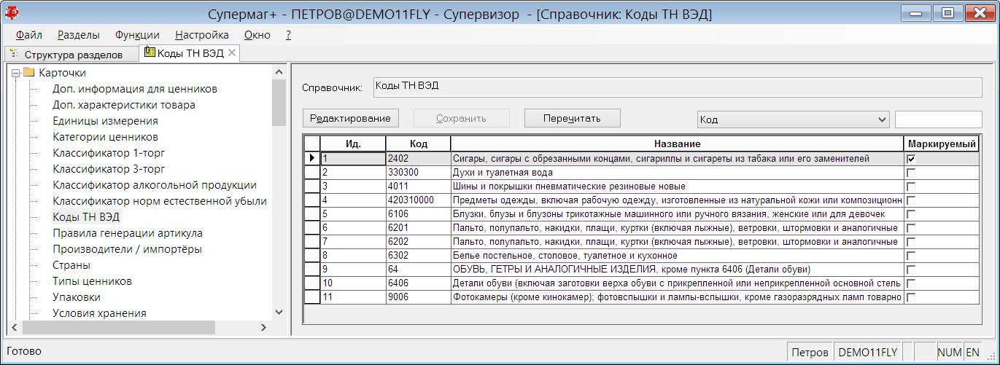 Супермаг+ - ПЕТРОВ@DEMO11FLY - Супервизор - [Справочник: Коды ТН ВЭД]
Файл Разделы Функции Настройка Окно ?
Структура разделов Коды ТН ВЭД
Карточки
Доп. информация для ценников
Доп. характеристики товара
Единицы измерения
Категории ценников
Классификатор 1-торг
Классификатор 3-торг
Классификатор алкогольной продукции
Классификатор норм естественной убыли
Коды ТН ВЭД
Правила генерации артикула
Производители / импортёры
Страны
Типы ценников
Упаковки
Условия хранения
Справочник: Коды ТН ВЭД
Редактирование Сохранить Перечитать Код
Ид. Код Название Маркируемый
1 2402 Сигары, сигары с обрезанными концами, сигариллы и сигареты из табака или его заменителей
2 330300 Духи и туалетная вода
3 4011 Шины и покрышки пневматические резиновые новые
4 420310000 Предметы одежды, включая рабочую одежду, изготовленные из натуральной кожи или композиционн
5 6106 Блузки, блузы и блузоны трикотажные машинного или ручного вязания, женские или для девочек
6 6201 Пальто, полупальто, накидки, плащи, куртки (включая лыжные), ветровки, штормовки и аналогичные
7 6202 Пальто, полупальто, накидки, плащи, куртки (включая лыжные), ветровки, штормовки и аналогичные
8 6302 Белье постельное, столовое, туалетное и кухонное
9 64 ОБУВЬ, ГЕТРЫ И АНАЛОГИЧНЫЕ ИЗДЕЛИЯ, кроме пункта 6406 (Детали обуви)
10 6406 Детали обуви (включая заготовки верха обуви с прикрепленной или неприкрепленной основной стель
11 9006 Фотокамеры (кроме кинокамер); фотовспышки и лампы-вспышки, кроме газоразрядных ламп товарно
Готово Петров DEMO11FLY NUM EN